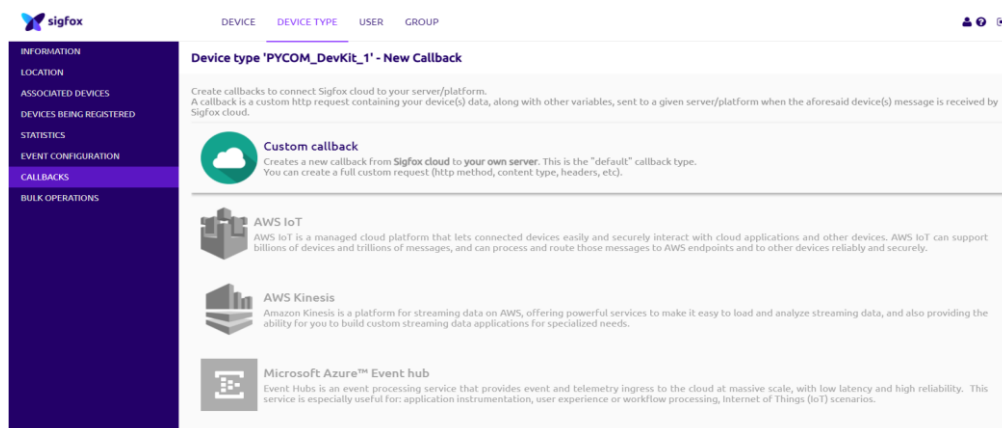 sigfox
DEVICE DEVICE TYPE USER GROUP
INFORMATION
LOCATION
ASSOCIATED DEVICES
DEVICES BEING REGISTERED
STATISTICS
EVENT CONFIGURATION
CALLBACKS
BULK OPERATIONS
Device type 'PYCOM_DevKit_1' - New Callback
Create callbacks to connect Sigfox cloud to your server/platform.
A callback is a custom http request containing your device(s) data, along with other variables, sent to a given server/platform when the aforesaid device(s) message is received by
Sigfox cloud.
Custom callback
Creates a new callback from Sigfox cloud to your own server. This is the "default" callback type.
You can create a full custom request (http method, content type, headers, etc).
AWS IoT
AWS IoT is a managed cloud platform that lets connected devices easily and securely interact with cloud applications and other devices. AWS IoT can support
billions of devices and trillions of messages, and can process and route those messages to AWS endpoints and to other devices reliably and securely.
AWS Kinesis
Amazon Kinesis is a platform for streaming data on AWS, offering powerful services to make it easy to load and analyze streaming data, and also providing the
ability for you to build custom streaming data applications for specialized needs.
Microsoft Azure™ Event hub
Event Hubs is an event processing service that provides event and telemetry ingress to the cloud at massive scale, with low latency and high reliability. This
service is especially useful for: application instrumentation, user experience or workflow processing, Internet of Things (IoT) scenarios.